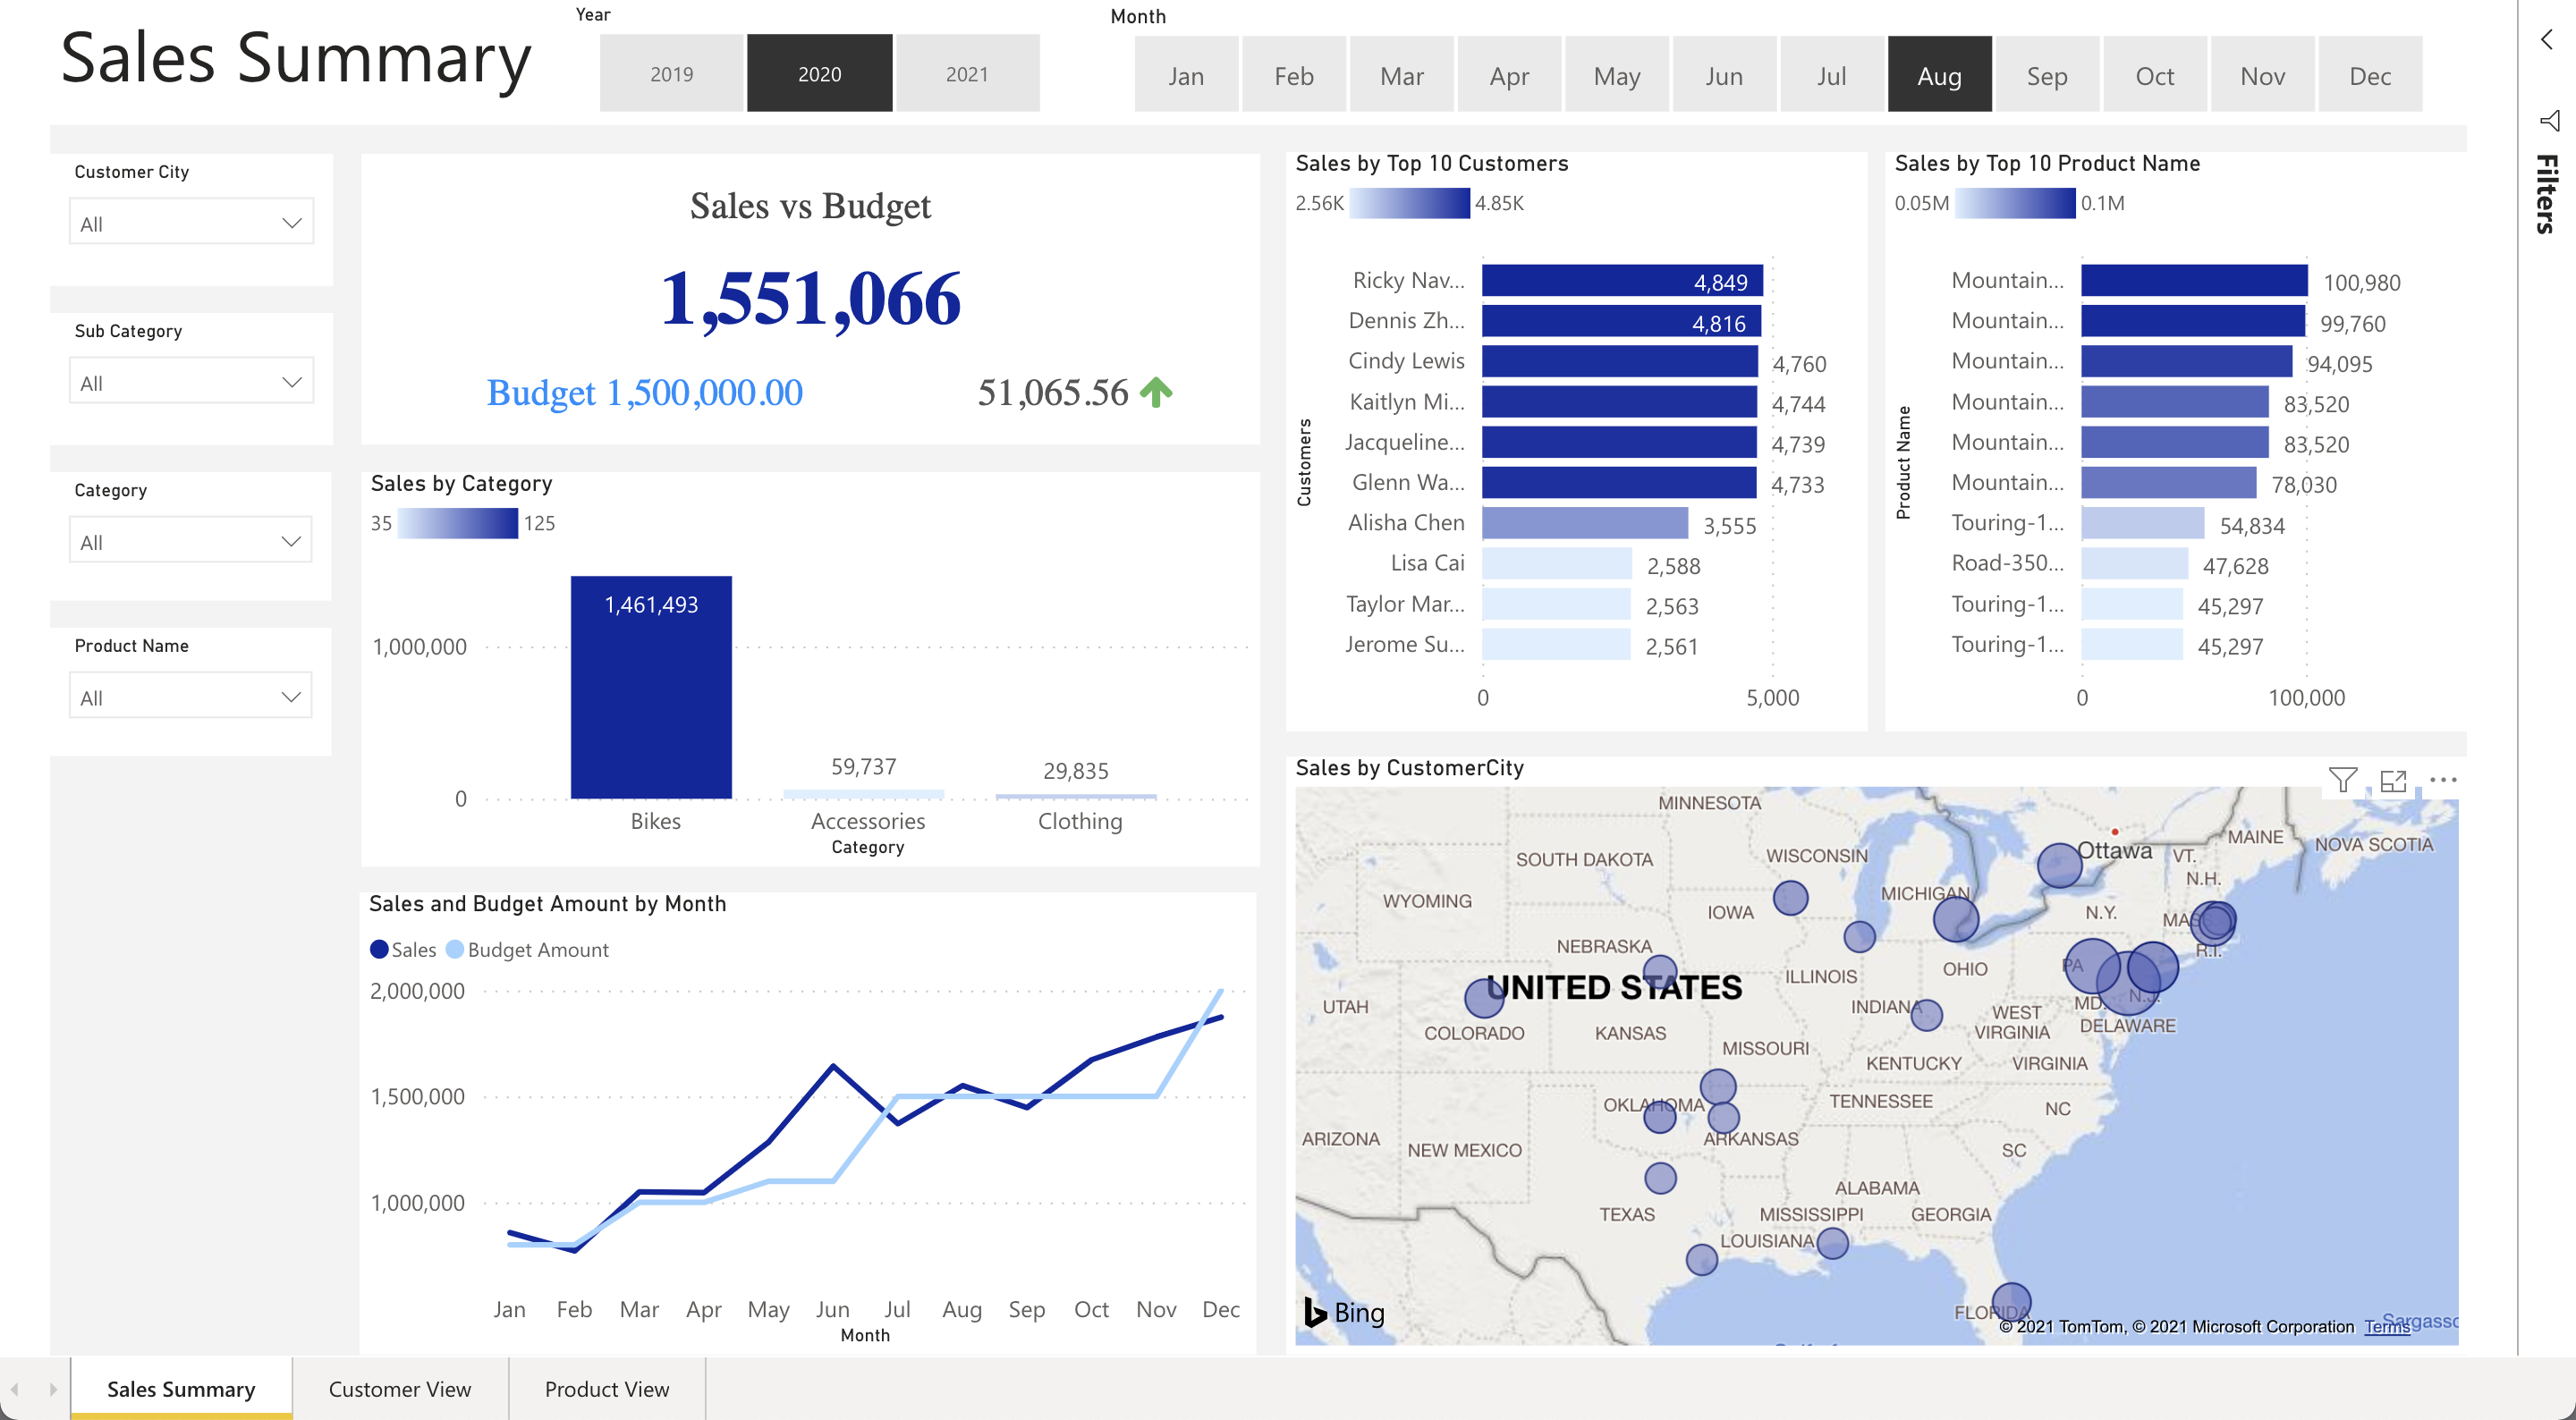 Sales Summary
Year
2019 2020 2021
Month
Jan Feb Mar Apr May Jun Jul Aug Sep Oct Nov Dec
Filters
Customer City
All
Sub Category
All
Category
All
Product Name
All
Sales vs Budget
1,551,066
Budget 1,500,000.00 51,065.56
Sales by Category
35 125
1,461,493
1,000,000
59,737 29,835
0
Bikes Accessories Clothing
Category
Sales and Budget Amount by Month
Sales Budget Amount
2,000,000
1,500,000
1,000,000
Jan Feb Mar Apr May Jun Jul Aug Sep Oct Nov Dec
Month
Sales by Top 10 Customers
2.56K 4.85K
Customers
Ricky Nav... 4,849
Dennis Zh... 4,816
Cindy Lewis 4,760
Kaitlyn Mi... 4,744
Jacqueline... 4,739
Glenn Wa... 4,733
Alisha Chen 3,555
Lisa Cai 2,588
Taylor Mar... 2,563
Jerome Su... 2,561
0 5,000
Sales by Top 10 Product Name
0.05M 0.1M
Product Name
Mountain... 100,980
Mountain... 99,760
Mountain... 94,095
Mountain... 83,520
Mountain... 83,520
Mountain... 78,030
Touring-1... 54,834
Road-350... 47,628
Touring-1... 45,297
Touring-1... 45,297
0 100,000
Sales by CustomerCity
MINNESOTA
MAINE
NOVA SCOTIA
Ottawa
VT.
WISCONSIN
SOUTH DAKOTA
N.H.
MICHIGAN
WYOMING
IOWA
N.Y.
MAS
NEBRASKA
R.I.
PA
OHIO
ILLINOIS
UNITED STATES
N.J.
MD.
UTAH
INDIANA
WEST
VIRGINIA
DELAWARE
COLORADO
KANSAS
MISSOURI
KENTUCKY
VIRGINIA
OKLAHOMA
TENNESSEE
NC
ARIZONA
NEW MEXICO
ARKANSAS
SC
ALABAMA
TEXAS
MISSISSIPPI
GEORGIA
LOUISIANA
FLORIDA
Bing
Sargasso
© 2021 TomTom, © 2021 Microsoft Corporation Terms
Sales Summary Customer View Product View